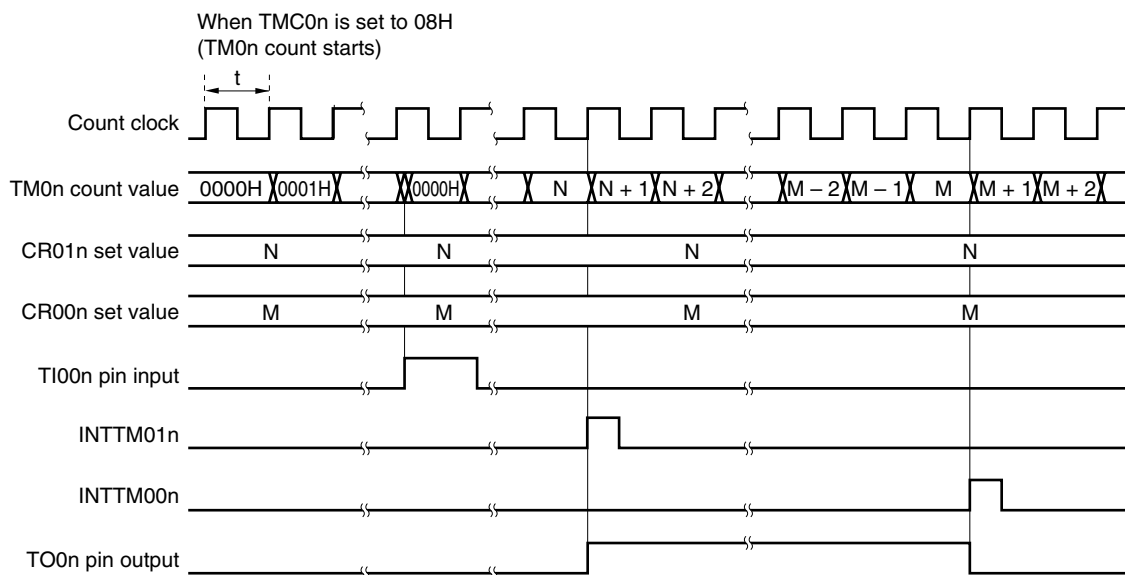 When TMC0n is set to 08H
(TM0n count starts)
t
Count clock
TM0n count value 0000H 0001H 0000H N N + 1 N + 2 M – 2 M – 1 M M + 1 M + 2
CR01n set value N N N N
CR00n set value M M M M
TI00n pin input
INTTM01n
INTTM00n
TO0n pin output